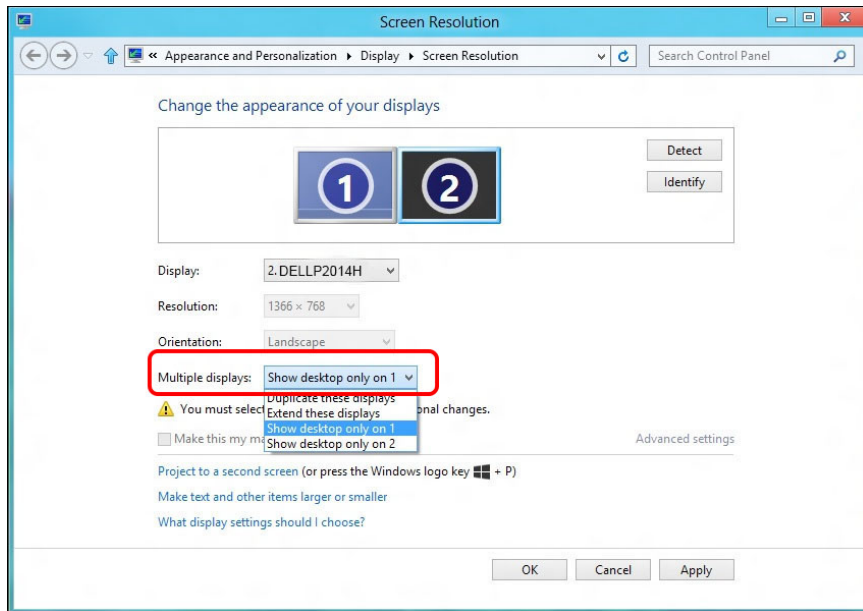 Screen Resolution
« Appearance and Personalization ▸ Display ▸ Screen Resolution
Search Control Panel
Change the appearance of your displays
1 2
Detect
Identify
Display: 2.DELLP2014H
Resolution: 1366 × 768
Orientation: Landscape
Multiple displays: Show desktop only on 1
Duplicate these displays
Extend these displays
Show desktop only on 1
Show desktop only on 2
You must selec onal changes.
Make this my ma
Advanced settings
Project to a second screen (or press the Windows logo key + P)
Make text and other items larger or smaller
What display settings should I choose?
OK Cancel Apply